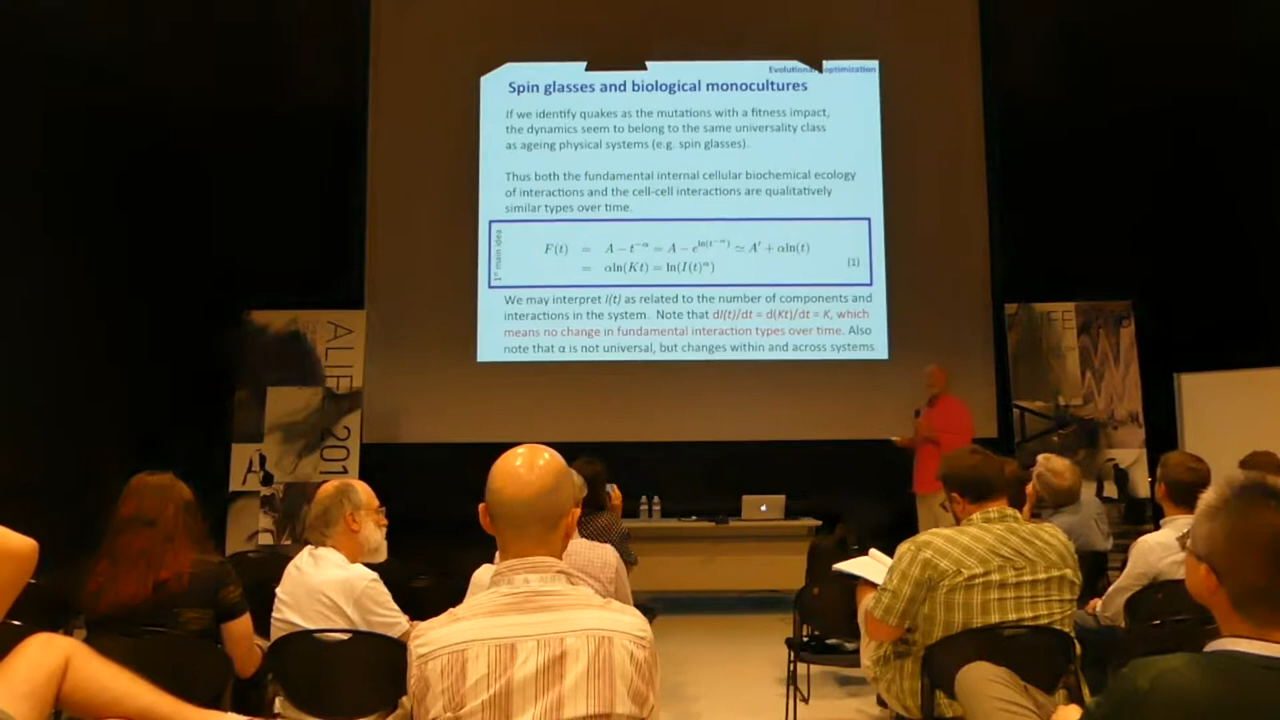 Evolutionary optimization
Spin glasses and biological monocultures
If we identify quakes as the mutations with a fitness impact,
the dynamics seem to belong to the same universality class
as ageing physical systems (e.g. spin glasses).
Thus both the fundamental internal cellular biochemical ecology
of interactions and the cell-cell interactions are qualitatively
similar types over time.
1st main idea
F(t) = A − t^{−α} = A − e^{ln(t^{−α})} ≃ A′ + αln(t)
= αln(Kt) = ln(I(t)^α) (1)
We may interpret I(t) as related to the number of components and
interactions in the system. Note that dI(t)/dt = d(Kt)/dt = K, which
means no change in fundamental interaction types over time. Also
note that α is not universal, but changes within and across systems
ALIFE 201
A